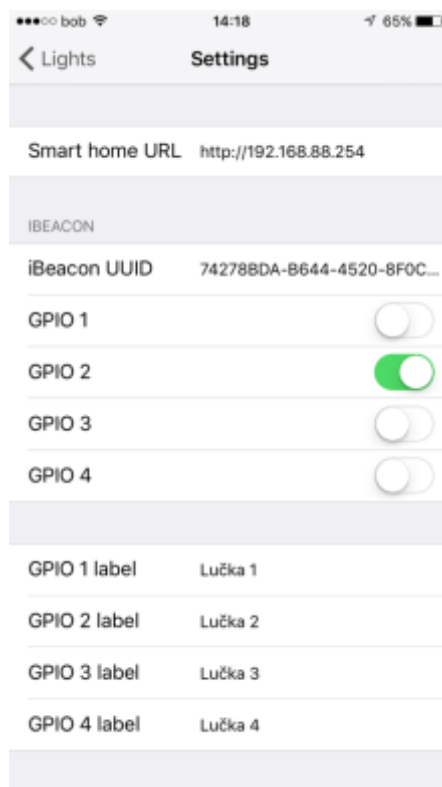 bob 14:18 65%
Lights Settings
Smart home URL http://192.168.88.254
IBEACON
iBeacon UUID 74278BDA-B644-4520-8F0C...
GPIO 1
GPIO 2
GPIO 3
GPIO 4
GPIO 1 label Lučka 1
GPIO 2 label Lučka 2
GPIO 3 label Lučka 3
GPIO 4 label Lučka 4